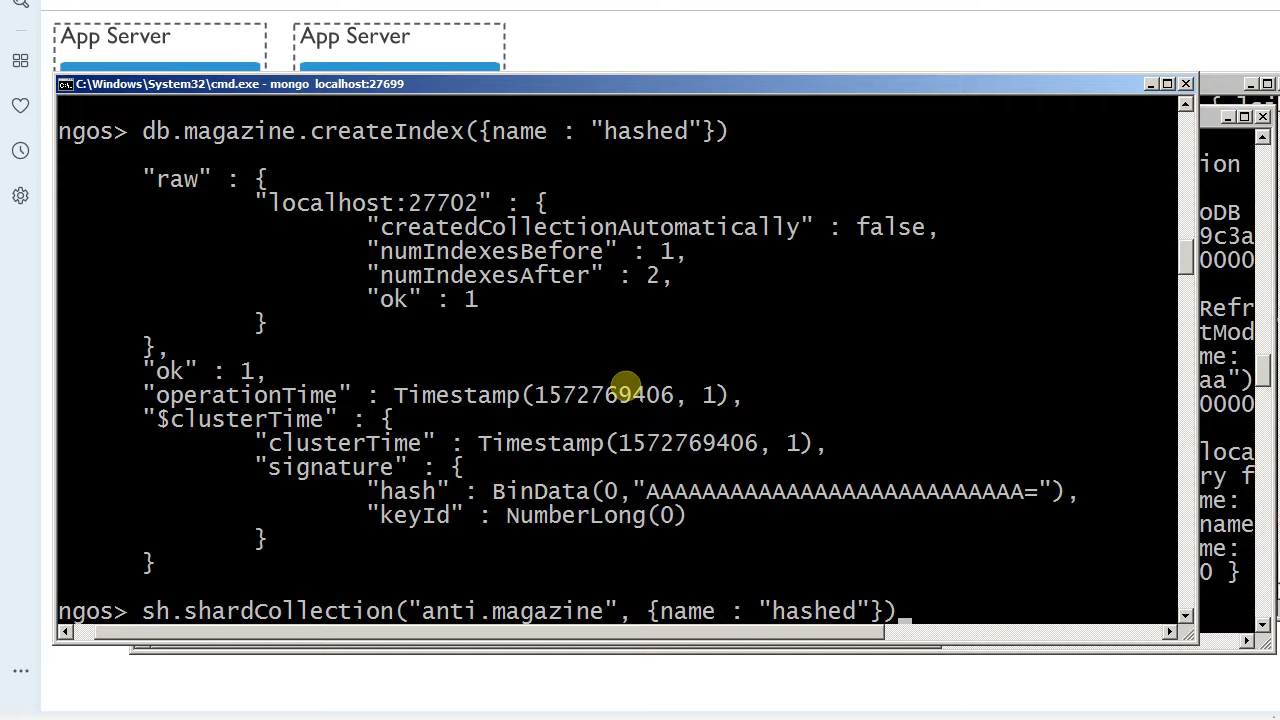 App Server
App Server
C:\Windows\System32\cmd.exe - mongo localhost:27699
ngos> db.magazine.createIndex({name : "hashed"})
"raw" : {
"localhost:27702" : {
"createdCollectionAutomatically" : false,
"numIndexesBefore" : 1,
"numIndexesAfter" : 2,
"ok" : 1
}
},
"ok" : 1,
"operationTime" : Timestamp(1572769406, 1),
"$clusterTime" : {
"clusterTime" : Timestamp(1572769406, 1),
"signature" : {
"hash" : BinData(0,"AAAAAAAAAAAAAAAAAAAAAAAAAAA="),
"keyId" : NumberLong(0)
}
}
ngos> sh.shardCollection("anti.magazine", {name : "hashed"})
ion
oDB
9c3a
0000
Refr
tMod
me:
aa")
0000
loca
ry f
me:
name
me:
0 }